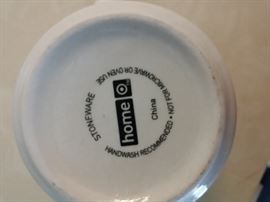 STONEWARE
home
China
HANDWASH RECOMMENDED • NOT FOR MICROWAVE OR OVEN USE